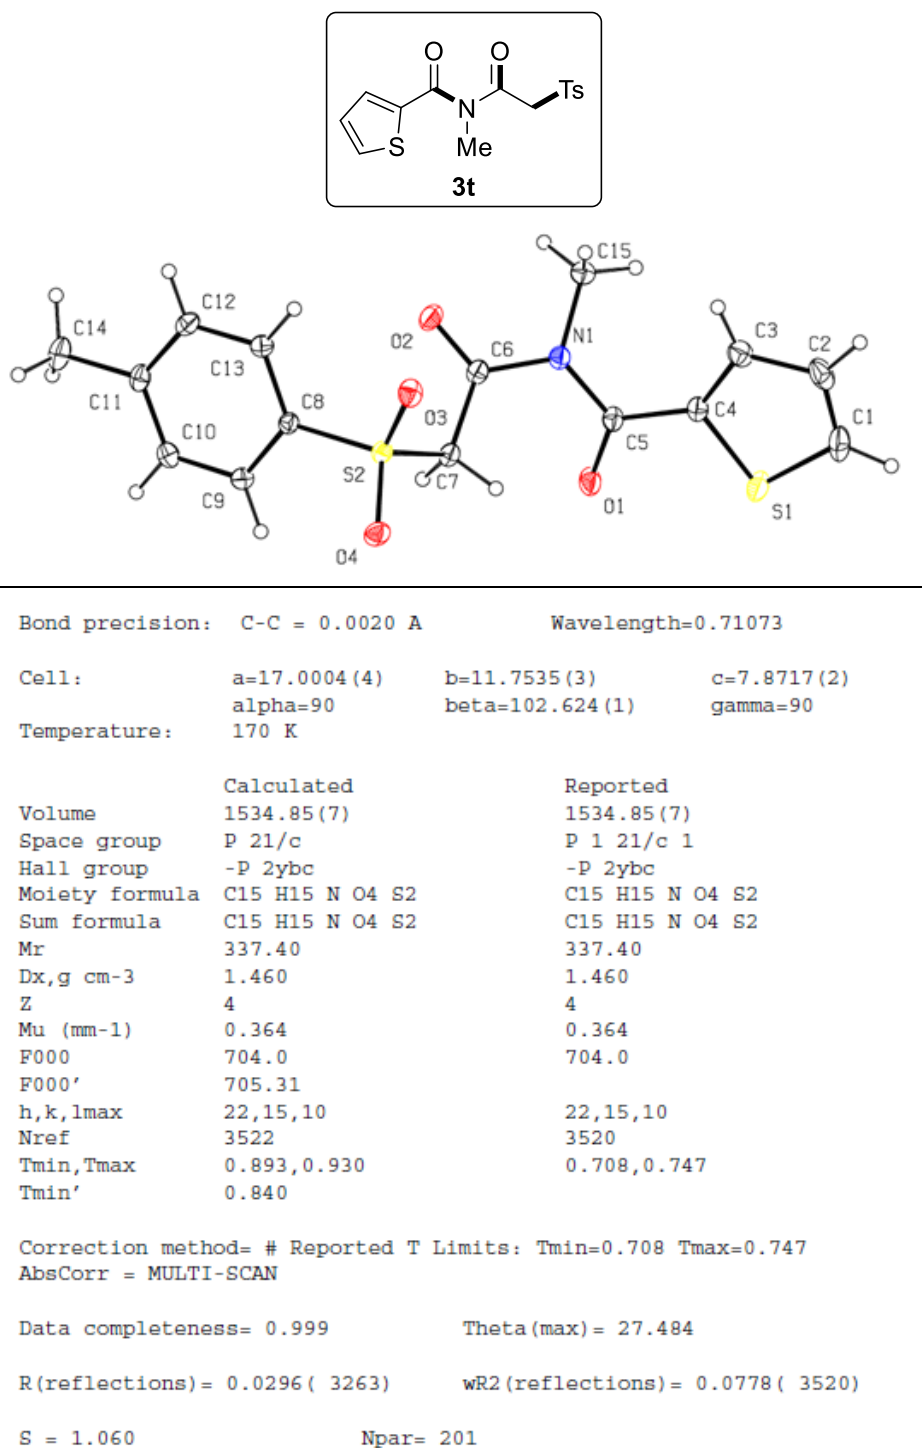 O O
N Ts
S Me
3t
C15
C12
C14
O2
N1
C3
C2
C13
C6
C11
C8
O3
C4
C1
C10
C5
S2
C7
C9
O1
S1
O4
Bond precision: C-C = 0.0020 A Wavelength=0.71073
Cell: a=17.0004(4) b=11.7535(3) c=7.8717(2)
alpha=90 beta=102.624(1) gamma=90
Temperature: 170 K
Calculated Reported
Volume 1534.85(7) 1534.85(7)
Space group P 21/c P 1 21/c 1
Hall group -P 2ybc -P 2ybc
Moiety formula C15 H15 N O4 S2 C15 H15 N O4 S2
Sum formula C15 H15 N O4 S2 C15 H15 N O4 S2
Mr 337.40 337.40
Dx,g cm-3 1.460 1.460
Z 4 4
Mu (mm-1) 0.364 0.364
F000 704.0 704.0
F000' 705.31
h,k,lmax 22,15,10 22,15,10
Nref 3522 3520
Tmin,Tmax 0.893,0.930 0.708,0.747
Tmin' 0.840
Correction method= # Reported T Limits: Tmin=0.708 Tmax=0.747
AbsCorr = MULTI-SCAN
Data completeness= 0.999 Theta(max)= 27.484
R(reflections)= 0.0296( 3263) wR2(reflections)= 0.0778( 3520)
S = 1.060 Npar= 201